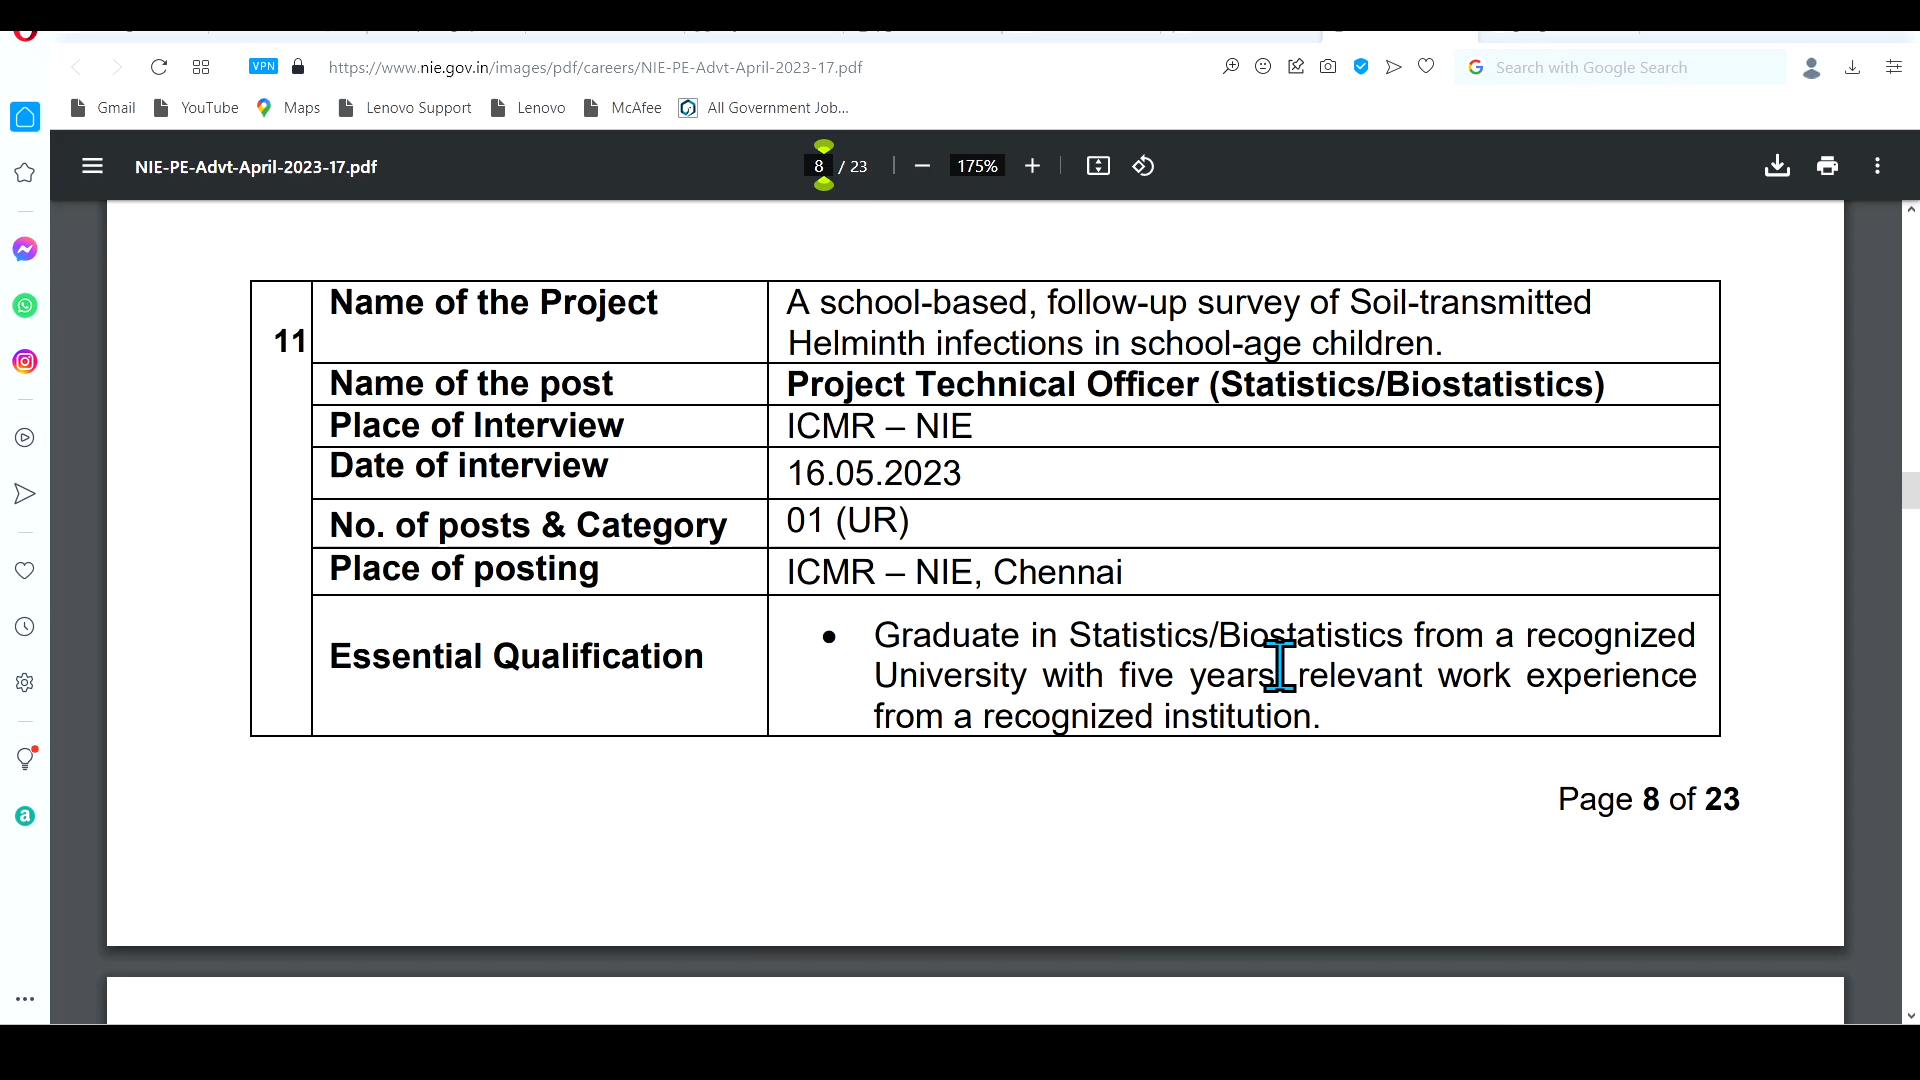 VPN
https://www.nie.gov.in/images/pdf/careers/NIE-PE-Advt-April-2023-17.pdf
Search with Google Search
Gmail
YouTube
Maps
Lenovo Support
Lenovo
McAfee
All Government Job...
NIE-PE-Advt-April-2023-17.pdf
8 / 23
175%
11
Name of the Project
A school-based, follow-up survey of Soil-transmitted
Helminth infections in school-age children.
Name of the post
Project Technical Officer (Statistics/Biostatistics)
Place of Interview
ICMR – NIE
Date of interview
16.05.2023
No. of posts & Category
01 (UR)
Place of posting
ICMR – NIE, Chennai
Essential Qualification
• Graduate in Statistics/Biostatistics from a recognized
University with five years relevant work experience
from a recognized institution.
Page 8 of 23